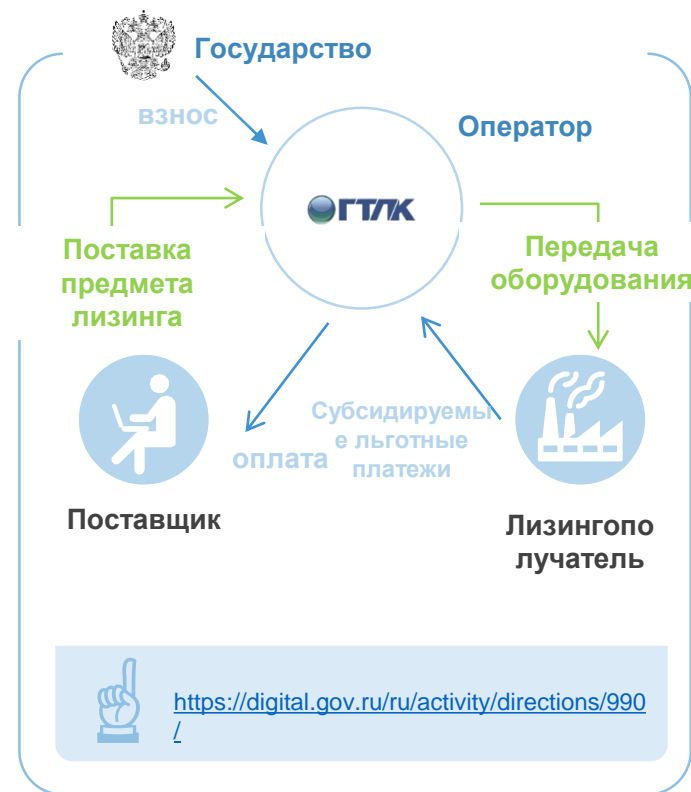 Государство
взнос
Оператор
ГТЛК
Поставка
предмета
лизинга
Передача
оборудования
Субсидируемы
е льготные
платежи
оплата
Поставщик
Лизингопо
лучатель
https://digital.gov.ru/ru/activity/directions/990
/